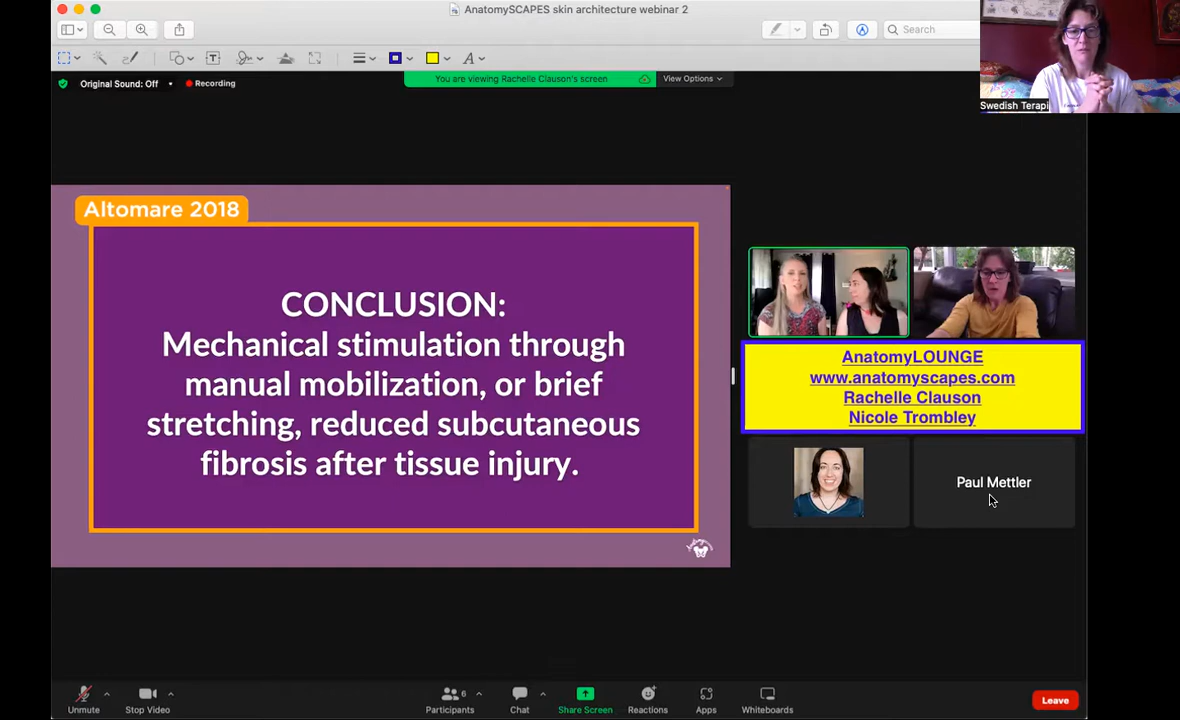 AnatomySCAPES skin architecture webinar 2
Search
Original Sound: Off
Recording
You are viewing Rachelle Clauson's screen
View Options
Swedish Terapi
Altomare 2018
CONCLUSION:
Mechanical stimulation through
manual mobilization, or brief
stretching, reduced subcutaneous
fibrosis after tissue injury.
AnatomyLOUNGE
www.anatomyscapes.com
Rachelle Clauson
Nicole Trombley
Paul Mettler
Unmute
Stop Video
Participants
6
Chat
Share Screen
Reactions
Apps
Whiteboards
Leave